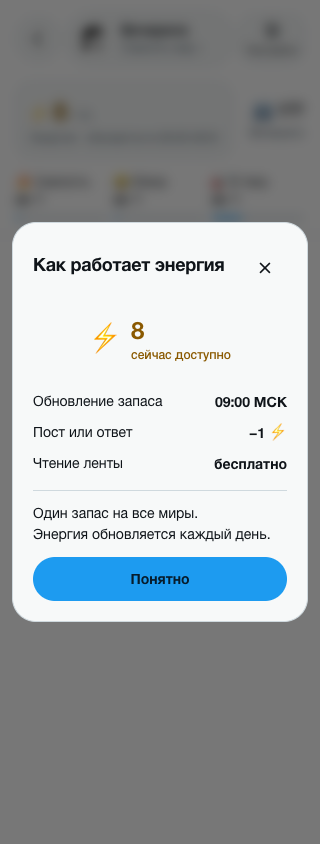 Как работает энергия
8
сейчас доступно
Обновление запаса 09:00 МСК
Пост или ответ −1 ⚡
Чтение ленты бесплатно
Один запас на все миры.
Энергия обновляется каждый день.
Понятно